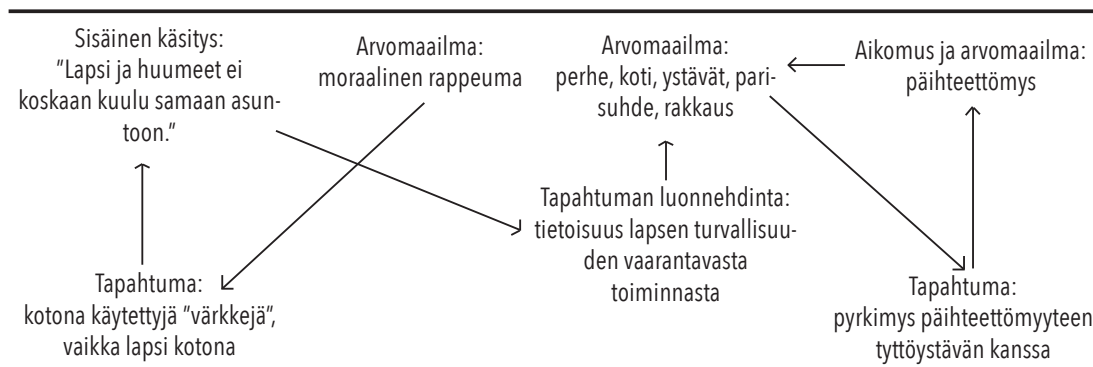 Sisäinen käsitys:
"Lapsi ja huumeet ei
koskaan kuulu samaan asun-
toon."
Arvomaailma:
moraalinen rappeuma
Arvomaailma:
perhe, koti, ystävät, pari-
suhde, rakkaus
Aikomus ja arvomaailma:
päihteettömys
Tapahtuman luonnehdinta:
tietoisuus lapsen turvallisuu-
den vaarantavasta
toiminnasta
Tapahtuma:
kotona käytettyjä "värkkejä",
vaikka lapsi kotona
Tapahtuma:
pyrkimys päihteettömyyteen
tyttöystävän kanssa